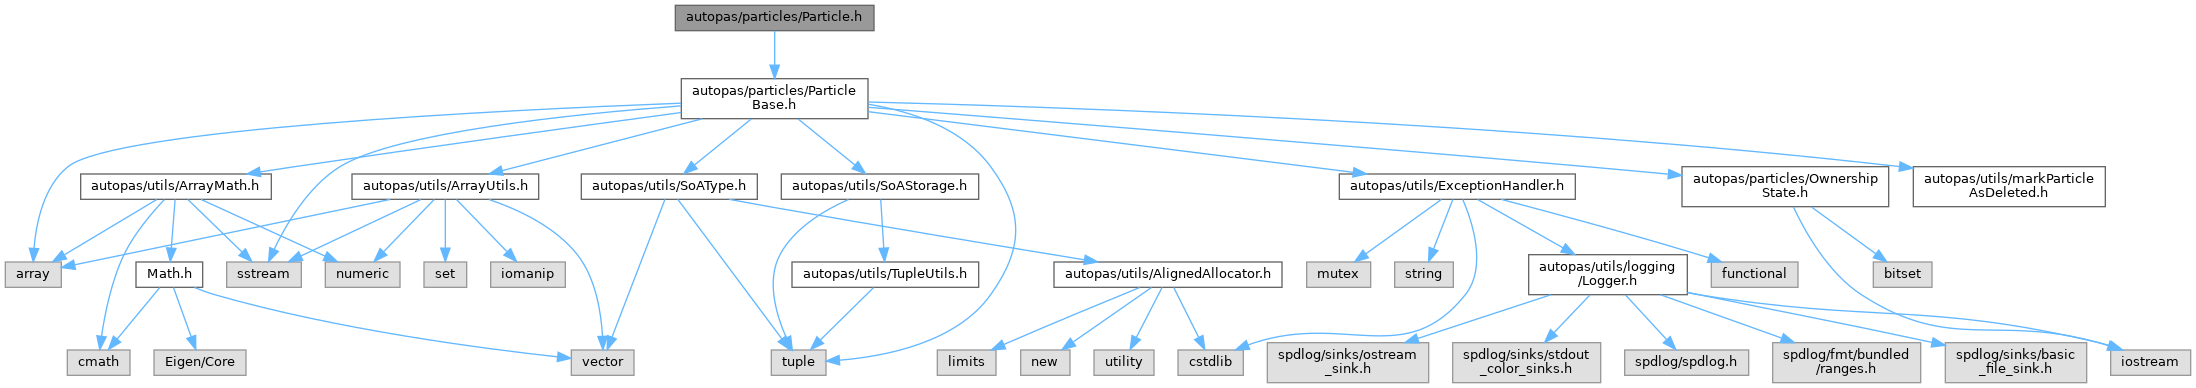 autopas/particles/Particle.h
autopas/particles/Particle
Base.h
autopas/utils/ArrayMath.h
autopas/utils/ArrayUtils.h
autopas/utils/SoAType.h
autopas/utils/SoAStorage.h
autopas/utils/ExceptionHandler.h
autopas/particles/Ownership
State.h
autopas/utils/markParticle
AsDeleted.h
array
Math.h
sstream
numeric
set
iomanip
autopas/utils/TupleUtils.h
autopas/utils/AlignedAllocator.h
mutex
string
autopas/utils/logging
/Logger.h
functional
bitset
cmath
Eigen/Core
vector
tuple
limits
new
utility
cstdlib
spdlog/sinks/ostream
_sink.h
spdlog/sinks/stdout
_color_sinks.h
spdlog/spdlog.h
spdlog/fmt/bundled
/ranges.h
spdlog/sinks/basic
_file_sink.h
iostream